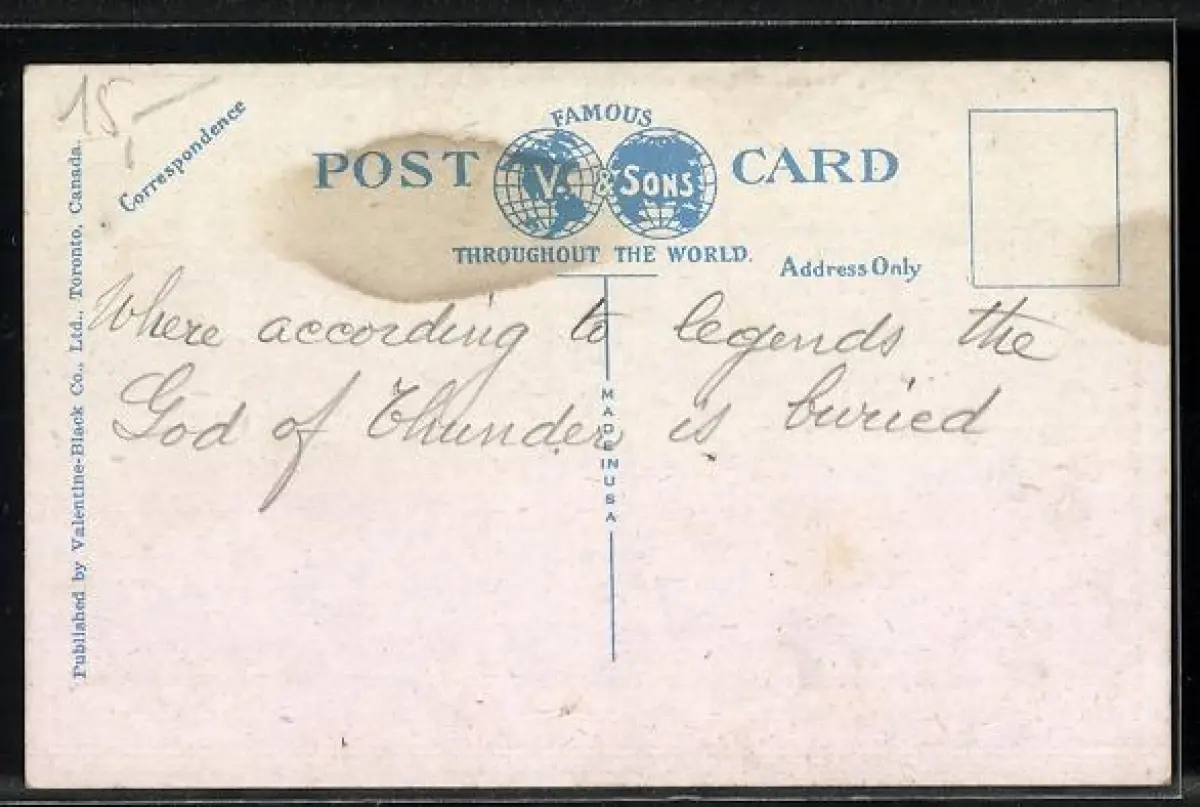 15,-
Correspondence
FAMOUS
POST CARD
V. & SONS
THROUGHOUT THE WORLD.
Address Only
Where according to legends the
God of Thunder is buried
MADE IN USA
Published by Valentine-Black Co., Ltd., Toronto, Canada.